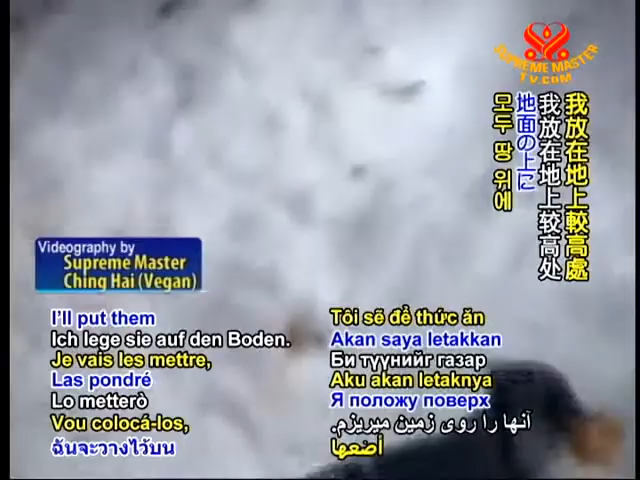 SUPREME MASTER
TV.COM
我放在地上較高處
我放在地上较高处
地面の上に
모두 땅 위에
Videography by
Supreme Master
Ching Hai (Vegan)
I'll put them
Ich lege sie auf den Boden.
Je vais les mettre,
Las pondré
Lo metterò
Vou colocá-los,
ฉันจะวางไว้บน
Tôi sẽ để thức ăn
Akan saya letakkan
Би түүнийг газар
Aku akan letaknya
Я положу поверх
آنها را روی زمین میریزم.
أضعها